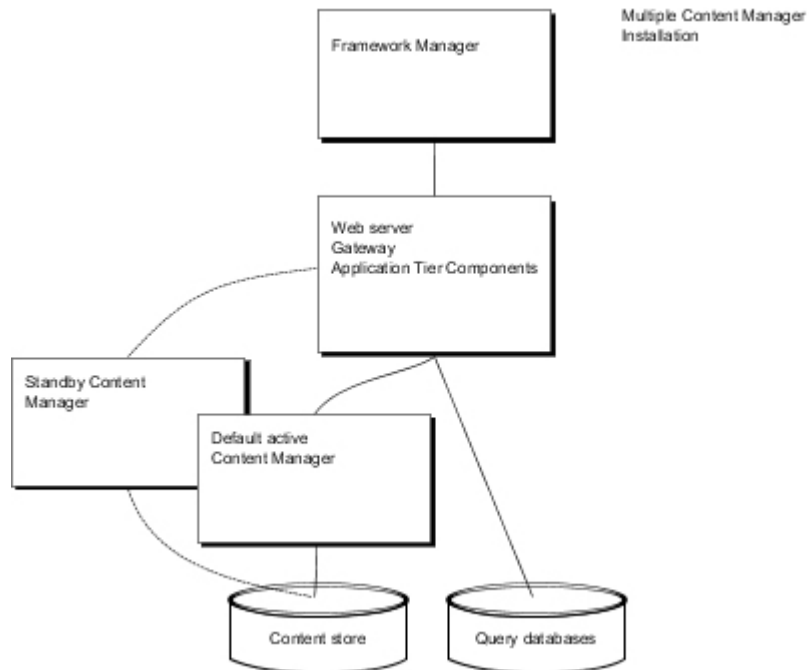 Multiple Content Manager
Installation
Framework Manager
Web server
Gateway
Application Tier Components
Standby Content
Manager
Default active
Content Manager
Content store
Query databases